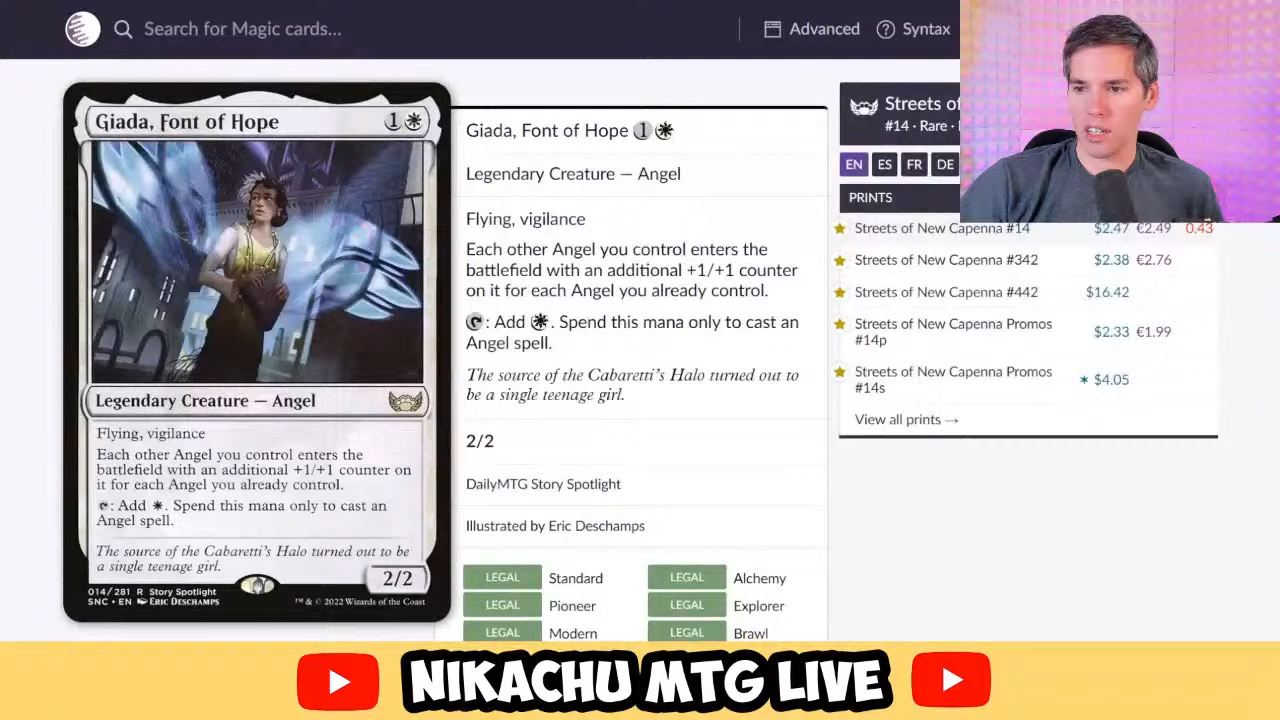 Search for Magic cards...
Advanced
Syntax
Giada, Font of Hope 1
Legendary Creature — Angel
Flying, vigilance
Each other Angel you control enters the
battlefield with an additional +1/+1 counter on
it for each Angel you already control.
: Add . Spend this mana only to cast an
Angel spell.
The source of the Cabaretti's Halo turned out to be
a single teenage girl.
2/2
014/281 R Story Spotlight
SNC • EN Eric Deschamps
™ & © 2022 Wizards of the Coast
Giada, Font of Hope 1
Legendary Creature — Angel
Flying, vigilance
Each other Angel you control enters the
battlefield with an additional +1/+1 counter
on it for each Angel you already control.
: Add . Spend this mana only to cast an
Angel spell.
The source of the Cabaretti's Halo turned out to
be a single teenage girl.
2/2
DailyMTG Story Spotlight
Illustrated by Eric Deschamps
LEGAL Standard LEGAL Alchemy
LEGAL Pioneer LEGAL Explorer
LEGAL Modern LEGAL Brawl
Streets of
#14 · Rare ·
EN ES FR DE
PRINTS
Streets of New Capenna #14 $2.47 €2.49 0.43
Streets of New Capenna #342 $2.38 €2.76
Streets of New Capenna #442 $16.42
Streets of New Capenna Promos
#14p $2.33 €1.99
Streets of New Capenna Promos
#14s $4.05
View all prints →
NIKACHU MTG LIVE